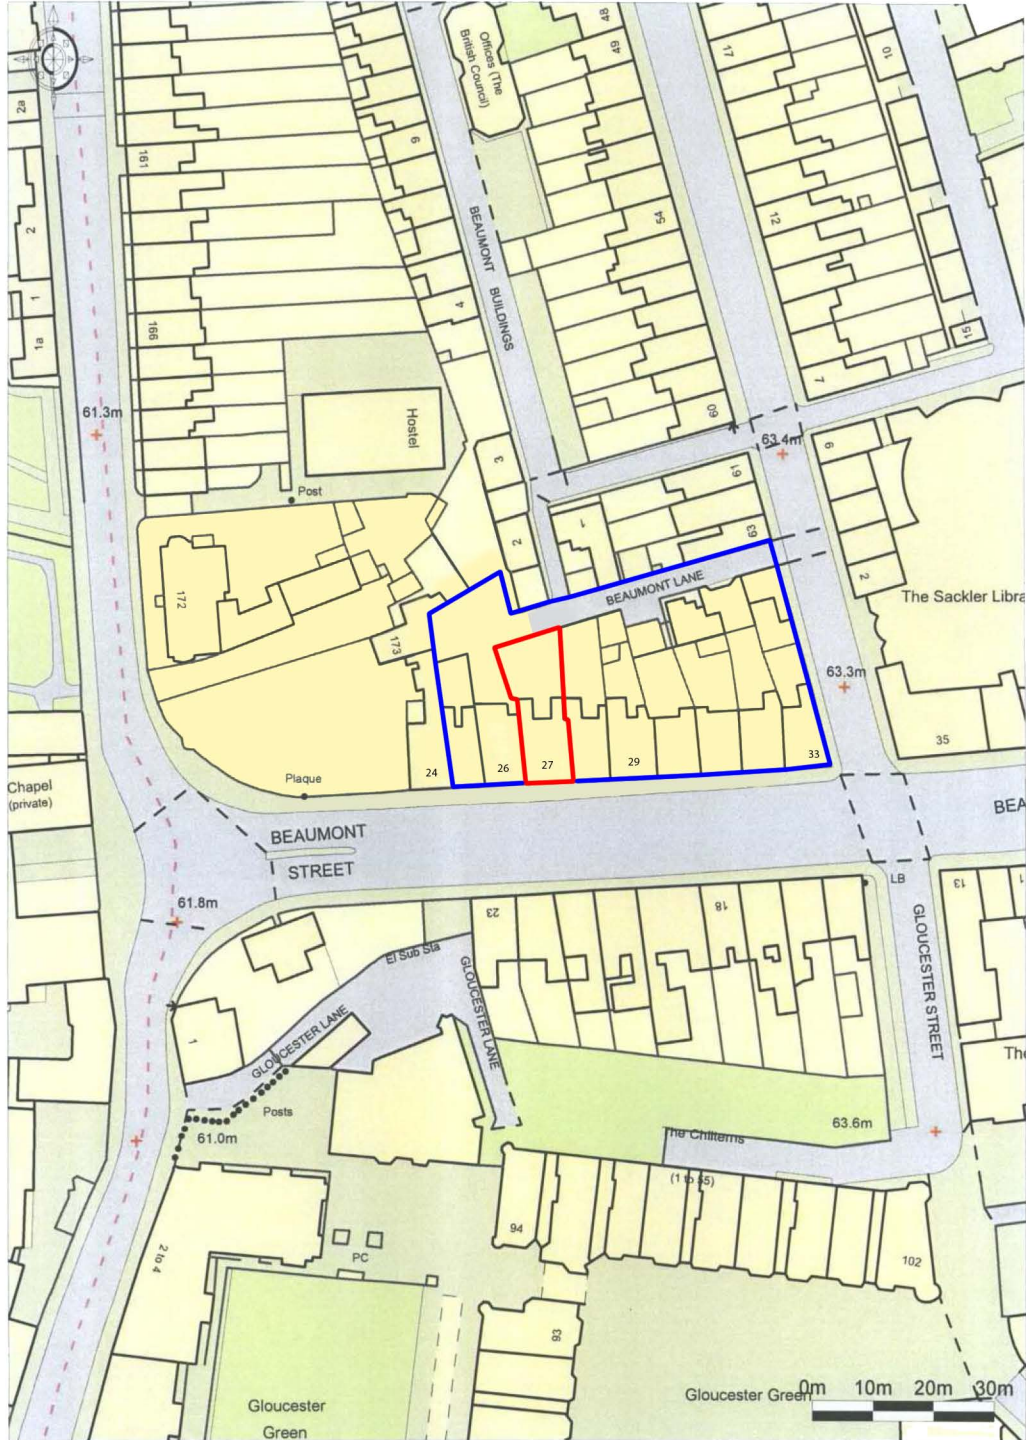 48
49
Offices (The
British Council)
17
10
2a
6
161
2
54
12
BEAUMONT BUILDINGS
4
1
1a
166
15
7
60
61.3m
Hostel
63.4m
9
3
61
Post
1
63
2
172
BEAUMONT LANE
2
The Sackler Libra
173
63.3m
35
24
26
27
29
33
Plaque
Chapel
(private)
BEAUMONT
STREET
BEA
61.8m
LB
13
1
23
18
El Sub Sta
GLOUCESTER LANE
GLOUCESTER STREET
GLOUCESTER LANE
1
The
Posts
61.0m
63.6m
The Chilterns
(1 to 55)
94
102
2 to 4
PC
93
Gloucester
Green
Gloucester Green
0m 10m 20m 30m